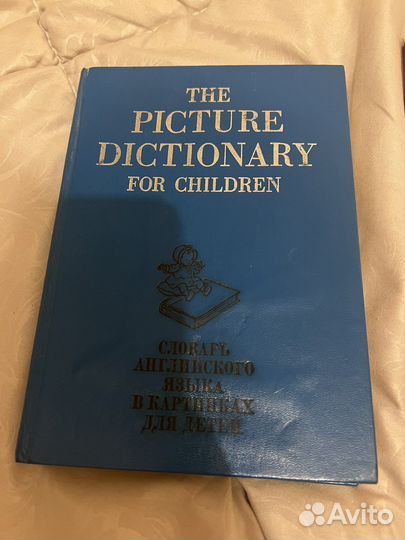 THE
PICTURE
DICTIONARY
FOR CHILDREN
СЛОВАРЬ
АНГЛИЙСКОГО
ЯЗЫКА
В КАРТИНКАХ
ДЛЯ ДЕТЕЙ
Avito